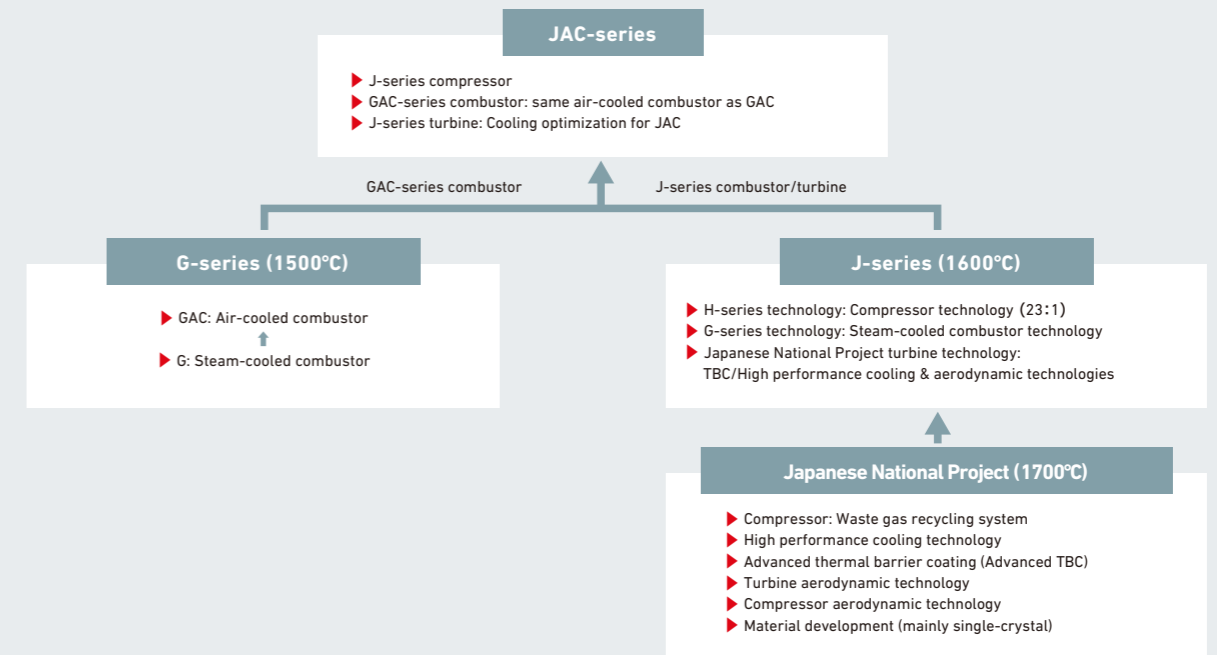 JAC-series
J-series compressor
GAC-series combustor: same air-cooled combustor as GAC
J-series turbine: Cooling optimization for JAC
GAC-series combustor
J-series combustor/turbine
G-series (1500°C)
GAC: Air-cooled combustor
G: Steam-cooled combustor
J-series (1600°C)
H-series technology: Compressor technology (23:1)
G-series technology: Steam-cooled combustor technology
Japanese National Project turbine technology:
TBC/High performance cooling & aerodynamic technologies
Japanese National Project (1700°C)
Compressor: Waste gas recycling system
High performance cooling technology
Advanced thermal barrier coating (Advanced TBC)
Turbine aerodynamic technology
Compressor aerodynamic technology
Material development (mainly single-crystal)